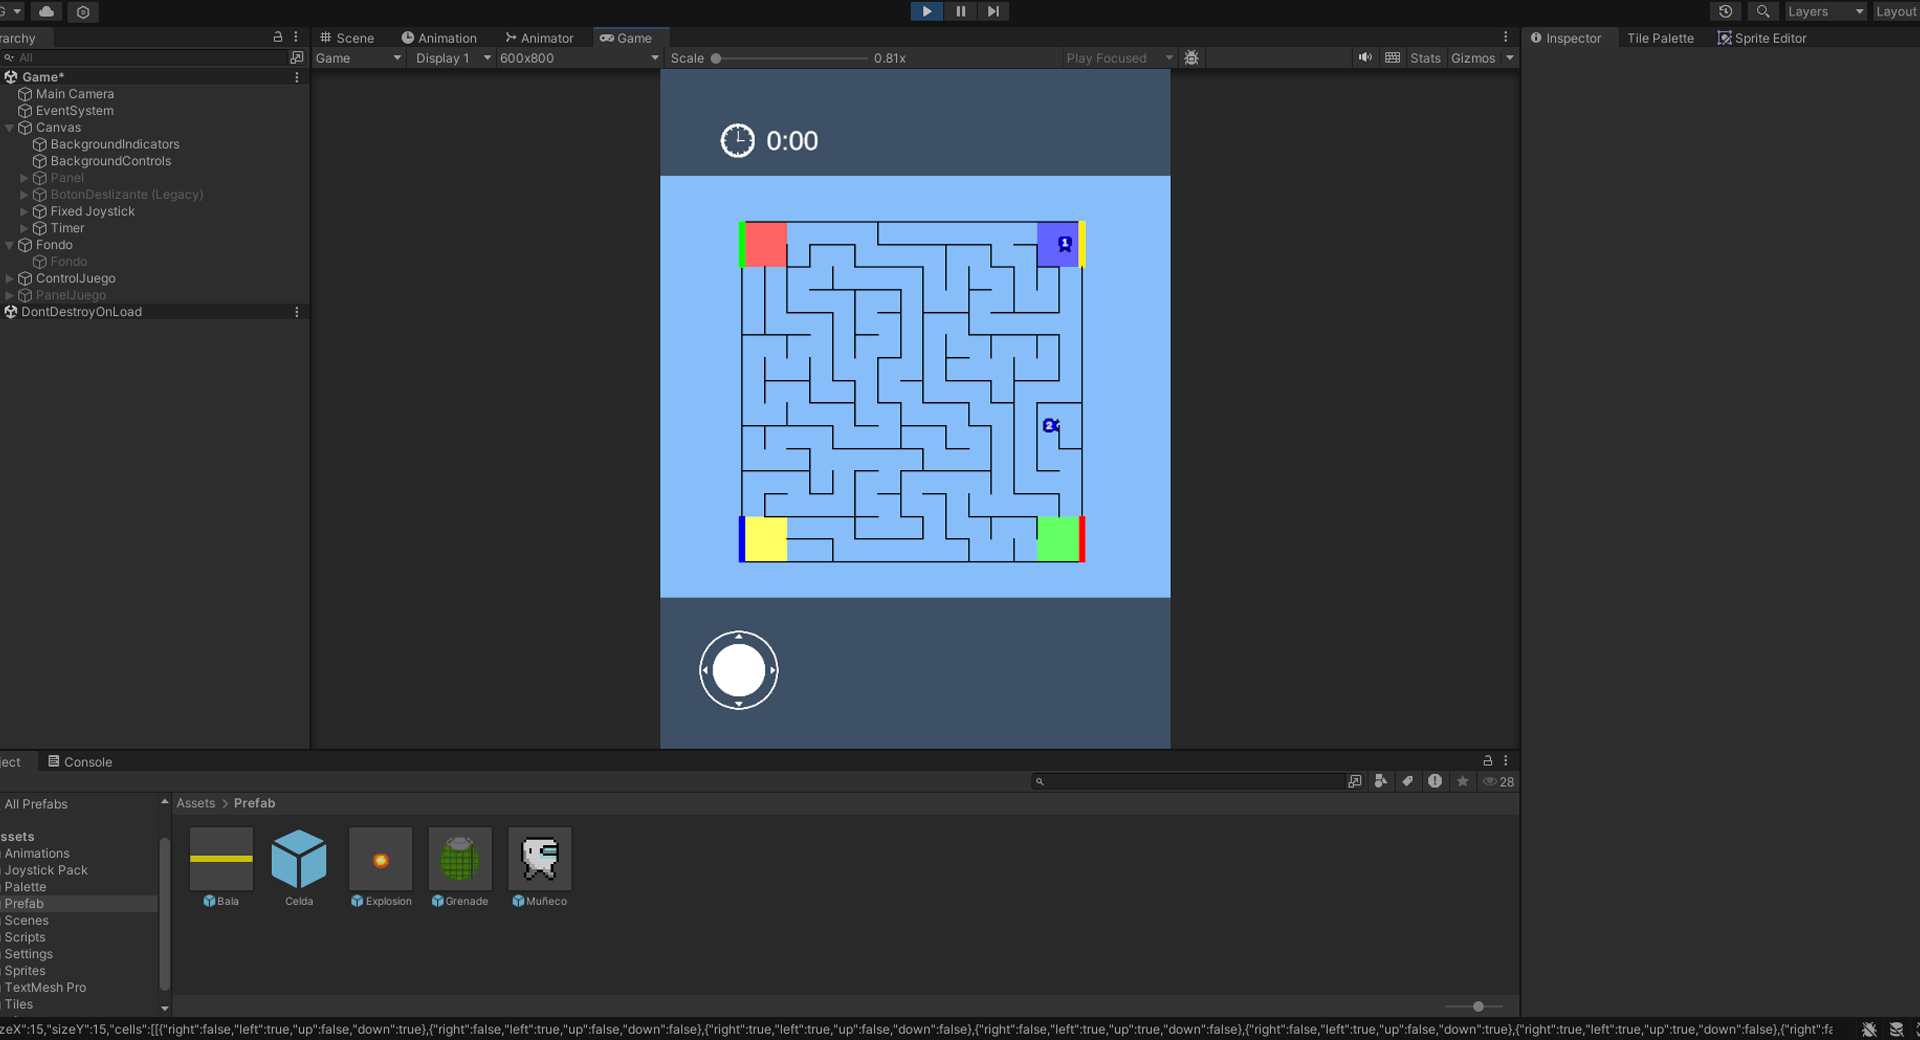 G
Layers
Layout
rarchy
Scene
Animation
Animator
Game
Inspector
Tile Palette
Sprite Editor
All
Game
Display 1
600x800
Scale
0.81x
Play Focused
Stats
Gizmos
Game*
Main Camera
EventSystem
Canvas
BackgroundIndicators
BackgroundControls
Panel
BotonDeslizante (Legacy)
Fixed Joystick
Timer
Fondo
Fondo
ControlJuego
PanelJuego
DontDestroyOnLoad
0:00
1
2
ject
Console
28
All Prefabs
Assets > Prefab
ssets
Animations
Joystick Pack
Palette
Prefab
Scenes
Scripts
Settings
Sprites
TextMesh Pro
Tiles
Bala
Celda
Explosion
Grenade
Muñeco
zeX":15,"sizeY":15,"cells":[[{"right":false,"left":true,"up":false,"down":true},{"right":false,"left":true,"up":false,"down":false},{"right":true,"left":true,"up":false,"down":false},{"right":false,"left":true,"up":true,"down":false},{"right":false,"left":true,"up":false,"down":true},{"right":true,"left":true,"up":true,"down":false},{"right":fa